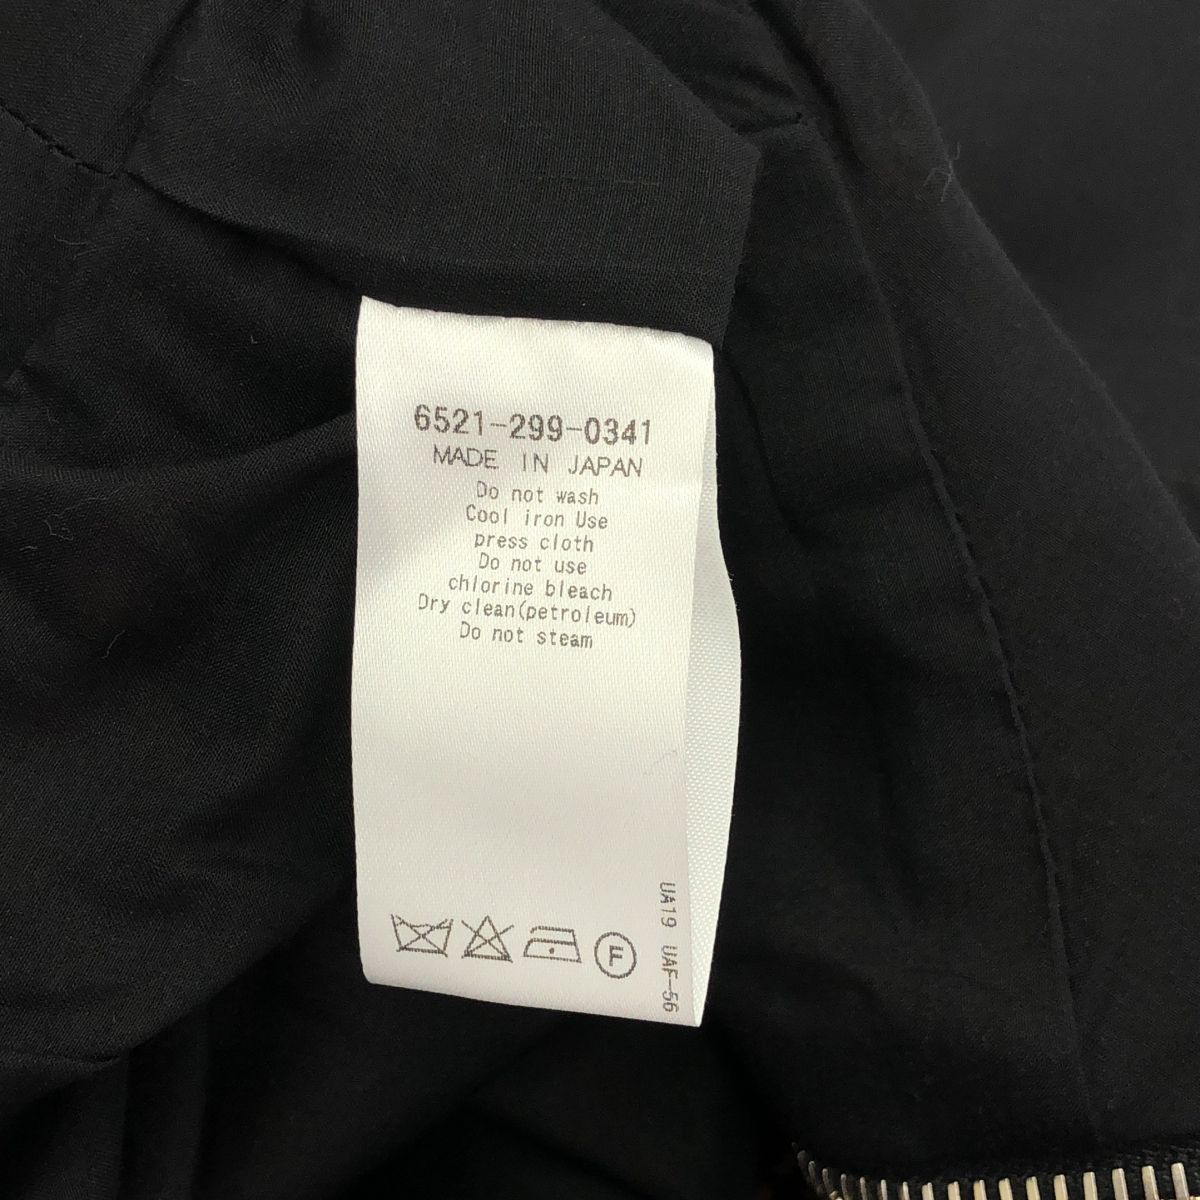 6521-299-0341
MADE IN JAPAN
Do not wash
Cool iron Use
press cloth
Do not use
chlorine bleach
Dry clean(petroleum)
Do not steam
F
UA19 UAF-56